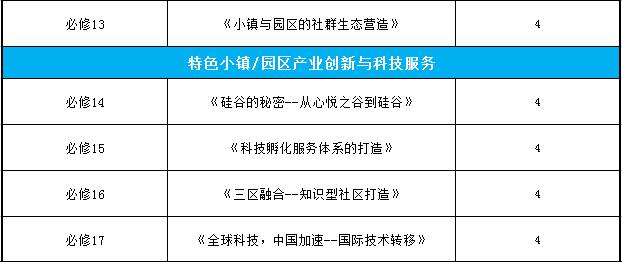 必修13 《小镇与园区的社群生态营造》 4
特色小镇/园区产业创新与科技服务
必修14 《硅谷的秘密--从心悦之谷到硅谷》 4
必修15 《科技孵化服务体系的打造》 4
必修16 《三区融合--知识型社区打造》 4
必修17 《全球科技，中国加速--国际技术转移》 4